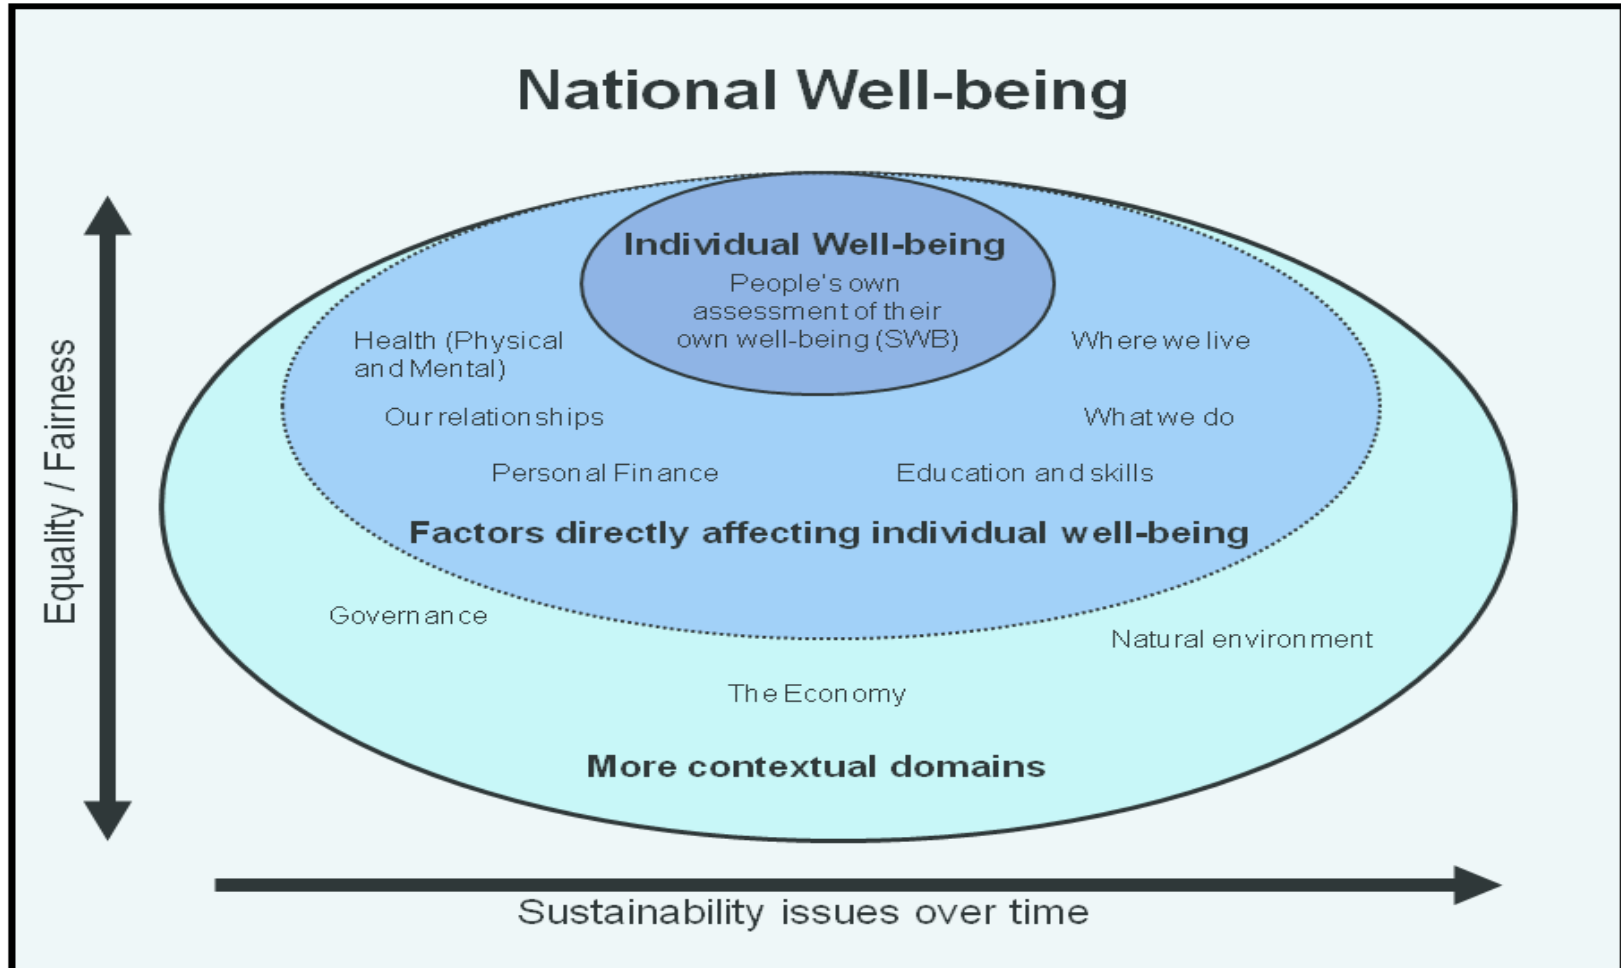 National Well-being
Individual Well-being
People's own
assessment of their
own well-being (SWB)
Health (Physical
and Mental)
Where we live
Our relationships
What we do
Personal Finance
Education and skills
Factors directly affecting individual well-being
Governance
Natural environment
The Economy
More contextual domains
Equality / Fairness
Sustainability issues over time